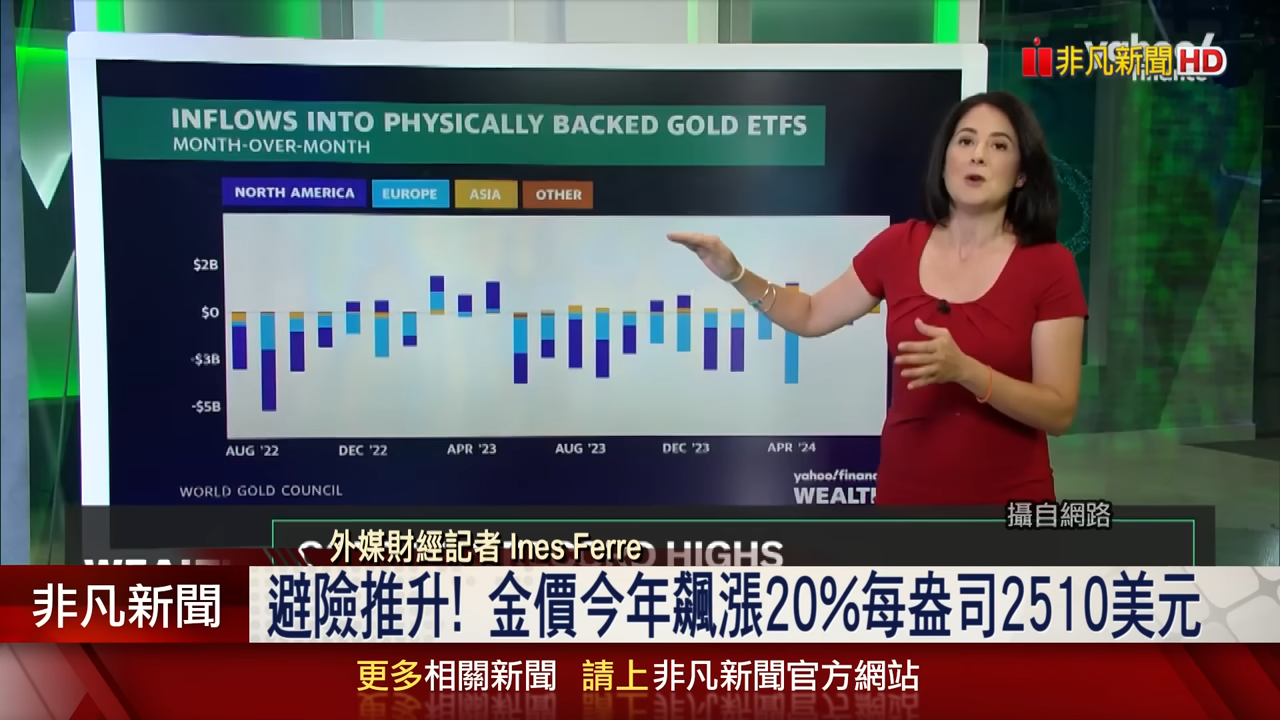 yahoo!
finance
非凡新聞HD
INFLOWS INTO PHYSICALLY BACKED GOLD ETFS
MONTH-OVER-MONTH
NORTH AMERICA EUROPE ASIA OTHER
$2B
$0
-$3B
-$5B
AUG '22 DEC '22 APR '23 AUG '23 DEC '23 APR '24
WORLD GOLD COUNCIL
yahoo!financ
WEALTH
攝自網路
外媒財經記者 Ines Ferre
HIGHS
非凡新聞
避險推升! 金價今年飆漲20%每盎司2510美元
更多相關新聞 請上非凡新聞官方網站